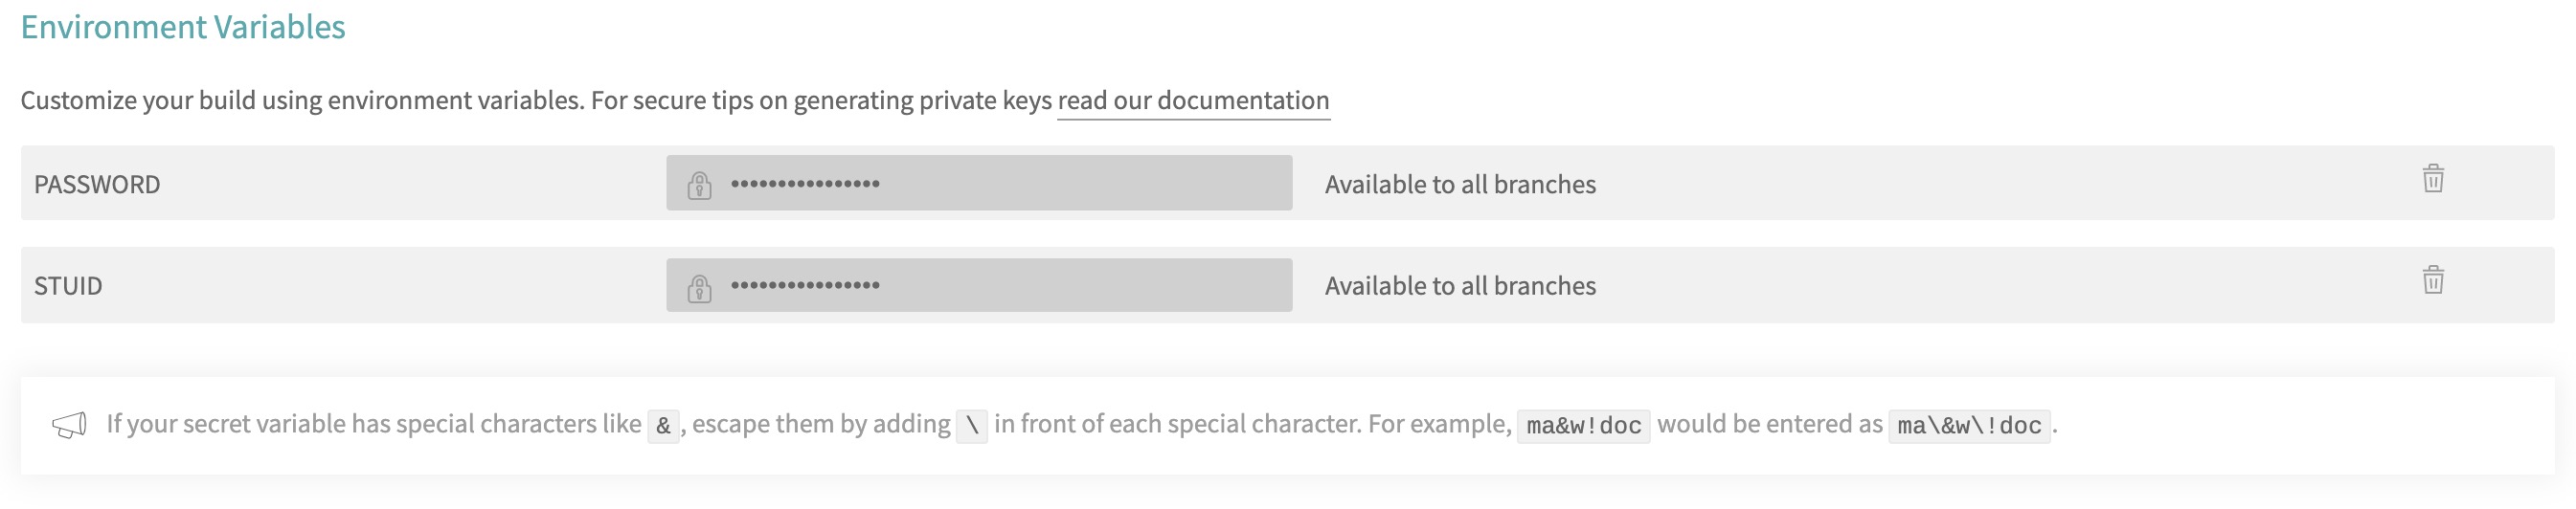 Environment Variables
Customize your build using environment variables. For secure tips on generating private keys read our documentation
PASSWORD •••••••••••••••• Available to all branches
STUID •••••••••••••••• Available to all branches
If your secret variable has special characters like &, escape them by adding \ in front of each special character. For example, ma&w!doc would be entered as ma\&w\!doc.